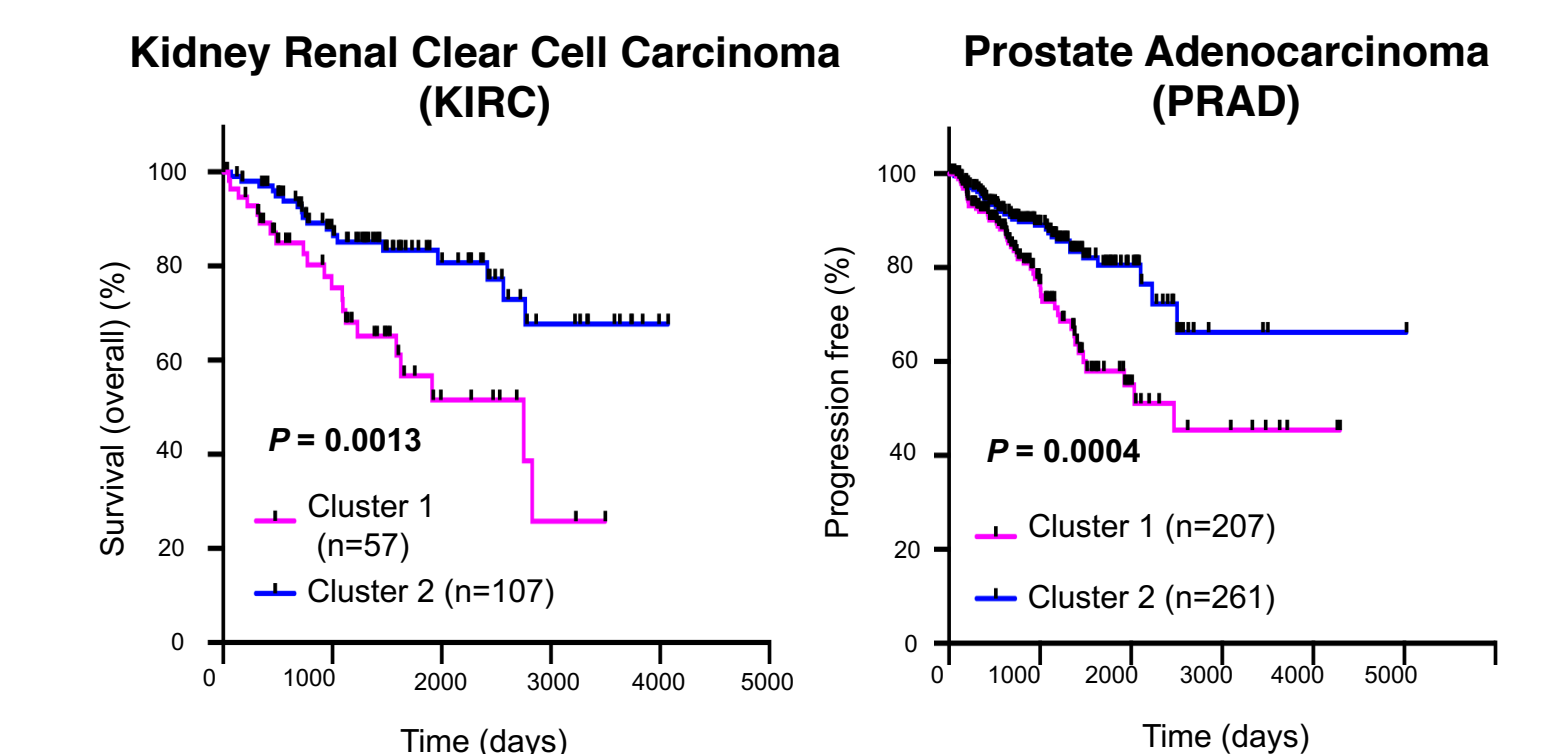 Kidney Renal Clear Cell Carcinoma
(KIRC)
Survival (overall) (%)
100
80
60
40
20
0
P = 0.0013
Cluster 1
(n=57)
Cluster 2 (n=107)
0 1000 2000 3000 4000 5000
Time (days)
Prostate Adenocarcinoma
(PRAD)
Progression free (%)
100
80
60
40
20
0
P = 0.0004
Cluster 1 (n=207)
Cluster 2 (n=261)
0 1000 2000 3000 4000 5000
Time (days)